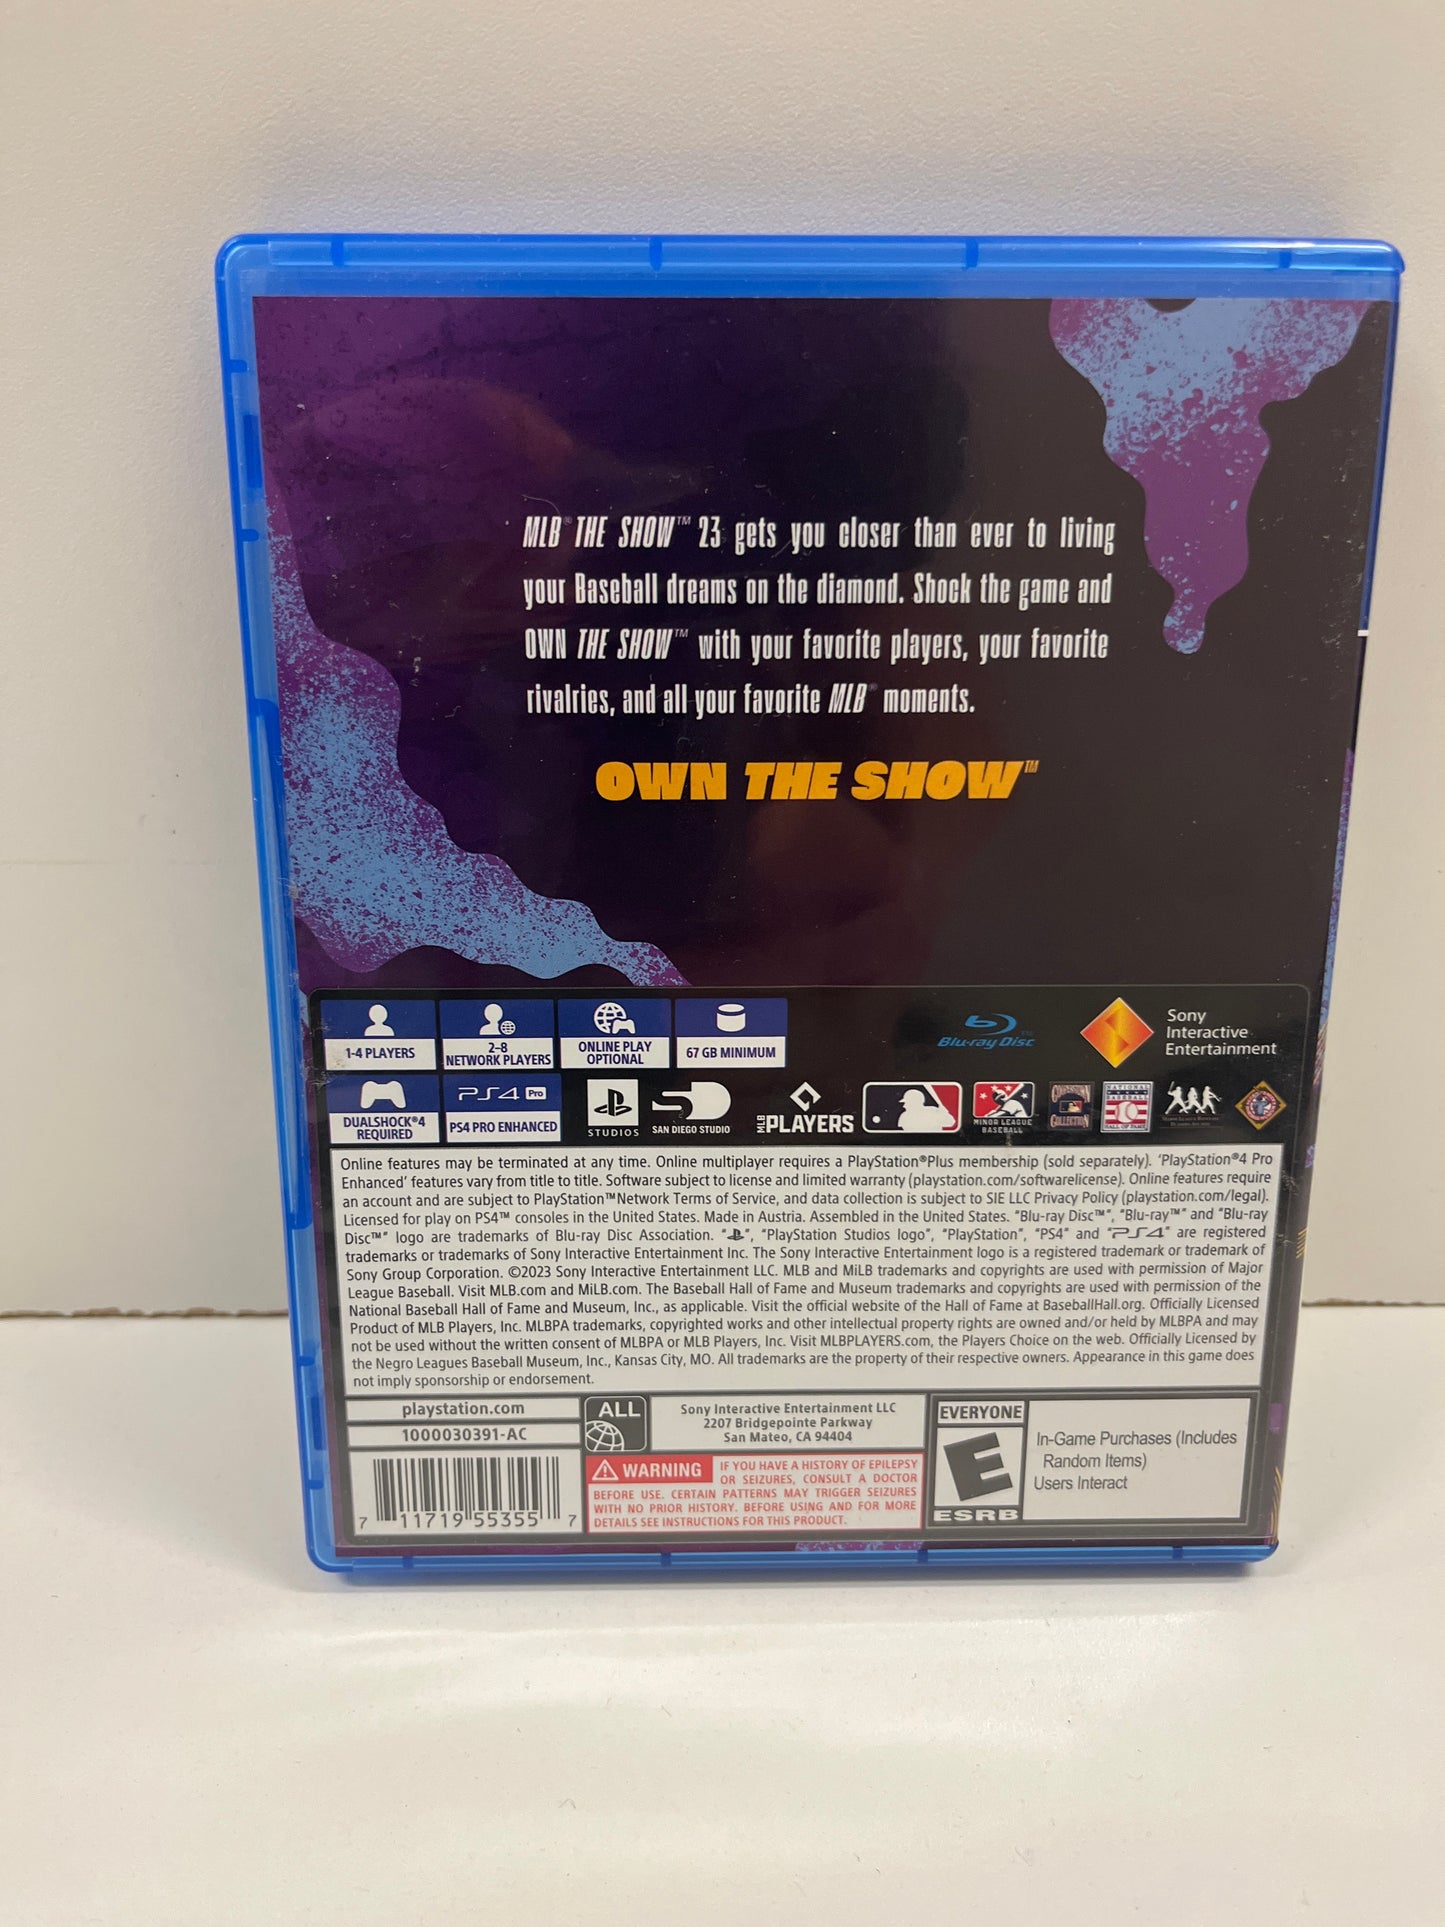 MLB® THE SHOW™ 23 gets you closer than ever to living
your Baseball dreams on the diamond. Shock the game and
OWN THE SHOW™ with your favorite players, your favorite
rivalries, and all your favorite MLB® moments.
OWN THE SHOW™
1-4 PLAYERS
2–8
NETWORK PLAYERS
ONLINE PLAY
OPTIONAL
67 GB MINIMUM
Blu-ray Disc™
Sony
Interactive
Entertainment
DUALSHOCK®4
REQUIRED
PS4 Pro
PS4 PRO ENHANCED
STUDIOS
SAN DIEGO STUDIO
MLB PLAYERS
MINOR LEAGUE
BASEBALL
COOPERSTOWN
COLLECTION
NATIONAL
BASEBALL
HALL OF FAME
Online features may be terminated at any time. Online multiplayer requires a PlayStation®Plus membership (sold separately). 'PlayStation®4 Pro
Enhanced' features vary from title to title. Software subject to license and limited warranty (playstation.com/softwarelicense). Online features require
an account and are subject to PlayStation™Network Terms of Service, and data collection is subject to SIE LLC Privacy Policy (playstation.com/legal).
Licensed for play on PS4™ consoles in the United States. Made in Austria. Assembled in the United States. "Blu-ray Disc™", "Blu-ray™" and "Blu-ray
Disc™" logo are trademarks of Blu-ray Disc Association. "", "PlayStation Studios logo", "PlayStation", "PS4" and "PS4" are registered
trademarks or trademarks of Sony Interactive Entertainment Inc. The Sony Interactive Entertainment logo is a registered trademark or trademark of
Sony Group Corporation. ©2023 Sony Interactive Entertainment LLC. MLB and MiLB trademarks and copyrights are used with permission of Major
League Baseball. Visit MLB.com and MiLB.com. The Baseball Hall of Fame and Museum trademarks and copyrights are used with permission of the
National Baseball Hall of Fame and Museum, Inc., as applicable. Visit the official website of the Hall of Fame at BaseballHall.org. Officially Licensed
Product of MLB Players, Inc. MLBPA trademarks, copyrighted works and other intellectual property rights are owned and/or held by MLBPA and may
not be used without the written consent of MLBPA or MLB Players, Inc. Visit MLBPLAYERS.com, the Players Choice on the web. Officially Licensed by
the Negro Leagues Baseball Museum, Inc., Kansas City, MO. All trademarks are the property of their respective owners. Appearance in this game does
not imply sponsorship or endorsement.
playstation.com
1000030391-AC
7 11719 55355 7
ALL
Sony Interactive Entertainment LLC
2207 Bridgepointe Parkway
San Mateo, CA 94404
WARNING IF YOU HAVE A HISTORY OF EPILEPSY
OR SEIZURES, CONSULT A DOCTOR
BEFORE USE. CERTAIN PATTERNS MAY TRIGGER SEIZURES
WITH NO PRIOR HISTORY. BEFORE USING AND FOR MORE
DETAILS SEE INSTRUCTIONS FOR THIS PRODUCT.
EVERYONE
E
ESRB
In-Game Purchases (Includes
Random Items)
Users Interact